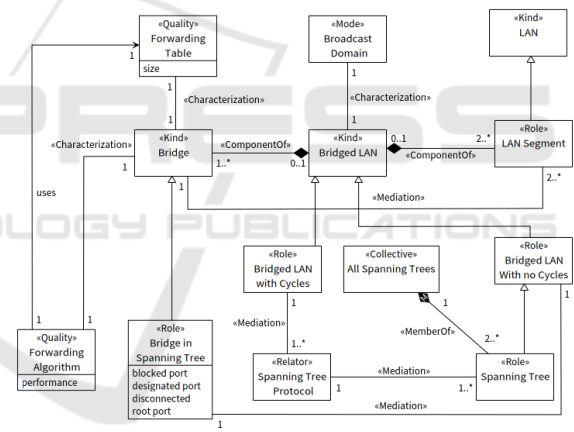 «Quality»
Forwarding
Table
size
«Mode»
Broadcast
Domain
«Kind»
LAN
1
1
1
1
1
«Characterization»
«Characterization»
«Characterization»
«Kind»
Bridge
«ComponentOf»
1..*
0..1
«Kind»
Bridged LAN
0..1
2..*
«ComponentOf»
«Role»
LAN Segment
1
1
2..*
uses
«Mediation»
«Role»
Bridged LAN
with Cycles
«Collective»
All Spanning Trees
«Role»
Bridged LAN
With no Cycles
1
1
1
«Mediation»
«MemberOf»
1..*
2..*
1
1
«Quality»
Forwarding
Algorithm
performance
«Role»
Bridge in
Spanning Tree
blocked port
designated port
disconnected
root port
«Relator»
Spanning Tree
Protocol
«Mediation»
1
1..*
«Role»
Spanning Tree
«Mediation»
1
PRESS
OLOGY PUBLICATIONS